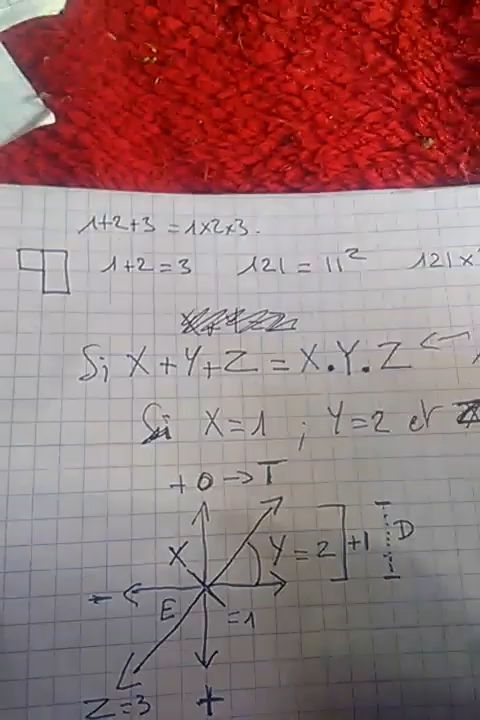 1+2+3 = 1x2x3.
1+2=3 121 = 11² 121x
Si X+Y+Z = X.Y.Z ←
Si X=1 ; Y=2 et
+ 0 → T
X Y=2 +1 D
- E =1
Z=3 +